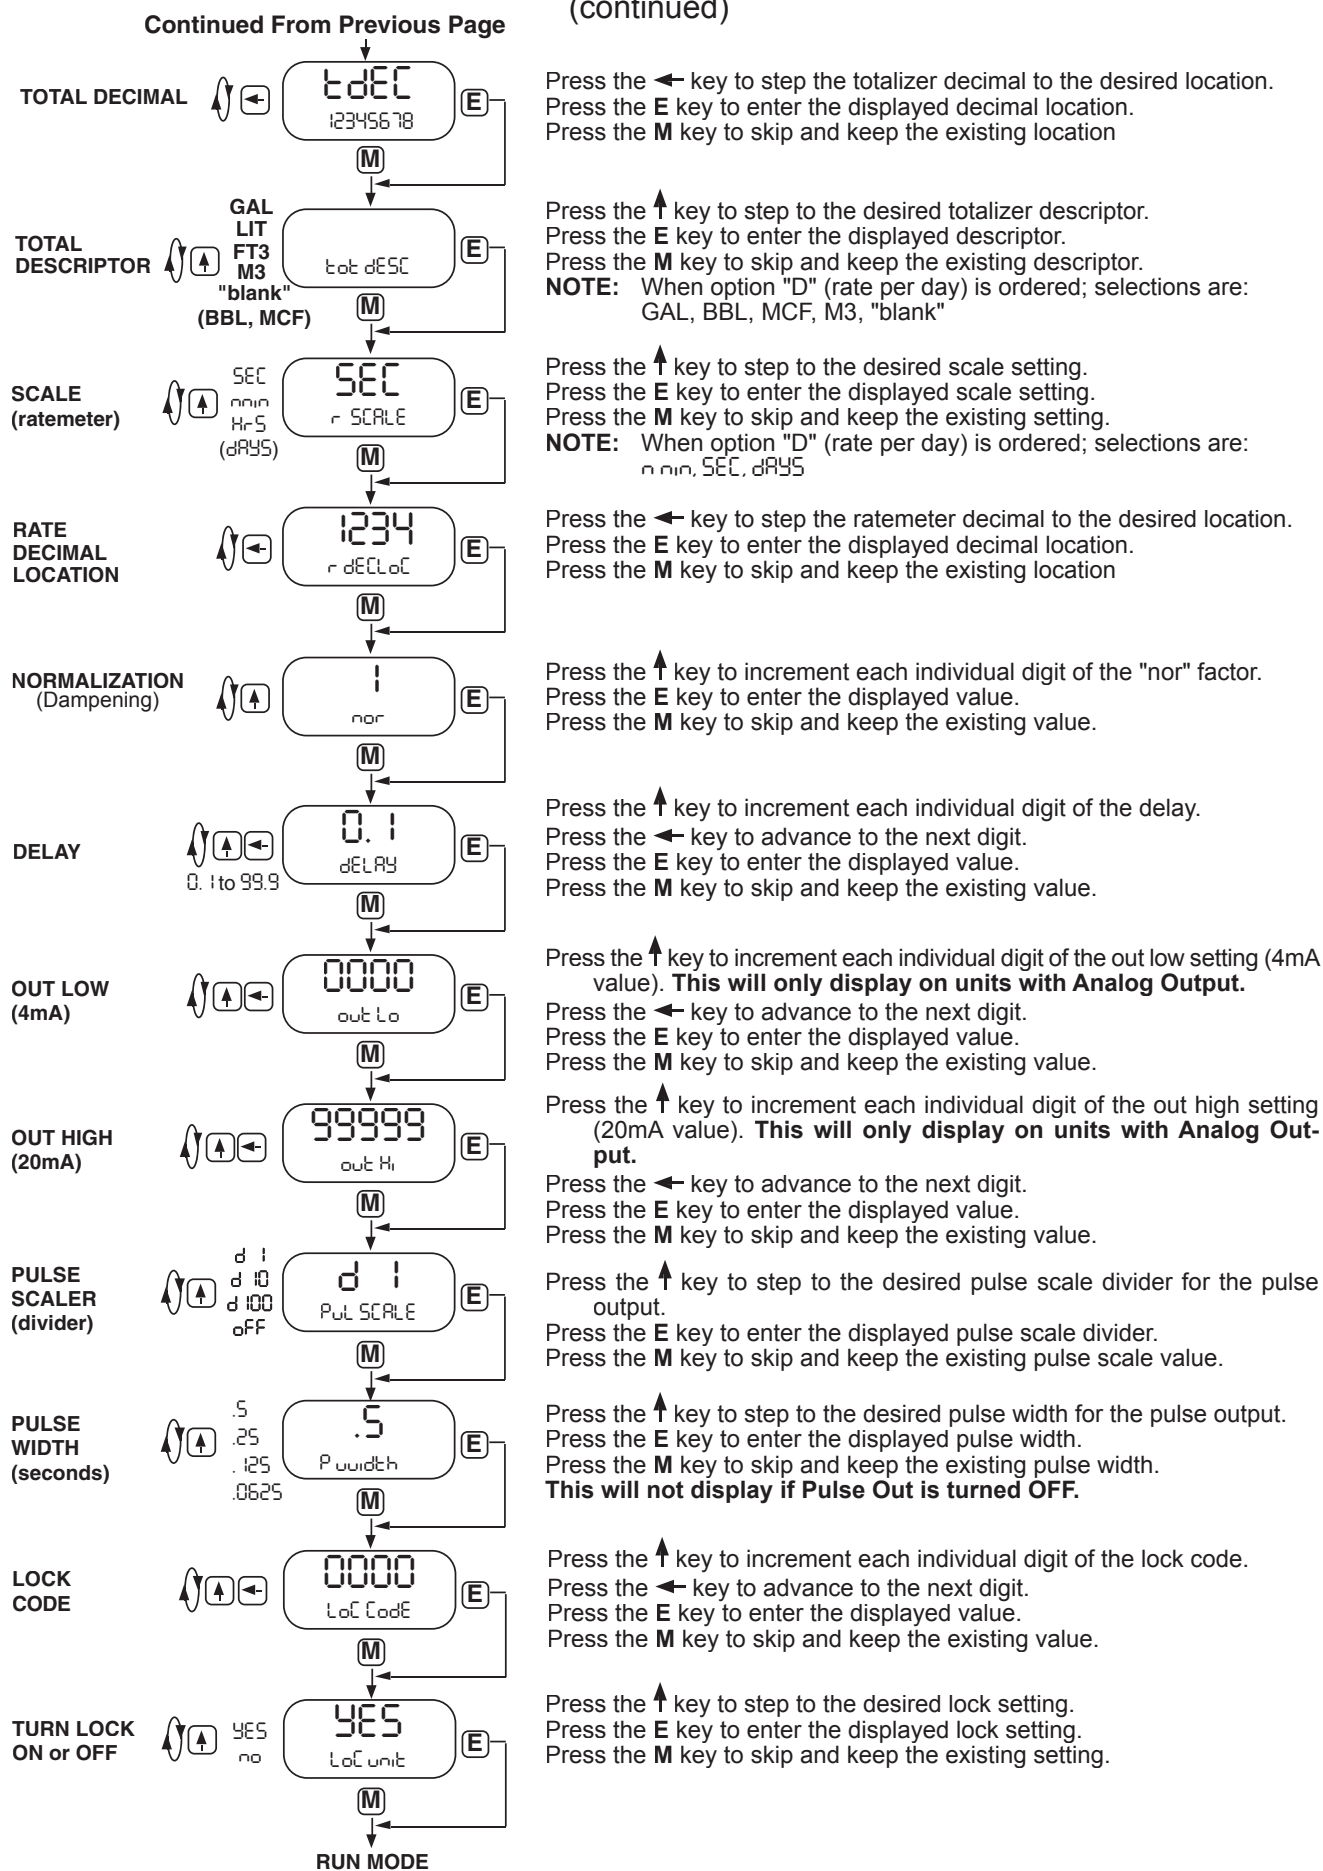 (continued)
Continued From Previous Page
TOTAL DECIMAL
tdEC
12345678
E
M
Press the key to step the totalizer decimal to the desired location.
Press the E key to enter the displayed decimal location.
Press the M key to skip and keep the existing location
TOTAL
DESCRIPTOR
GAL
LIT
FT3
M3
"blank"
(BBL, MCF)
tot dESC
E
M
Press the key to step to the desired totalizer descriptor.
Press the E key to enter the displayed descriptor.
Press the M key to skip and keep the existing descriptor.
NOTE: When option "D" (rate per day) is ordered; selections are:
GAL, BBL, MCF, M3, "blank"
SCALE
(ratemeter)
SEC
min
HrS
(dAYS)
SEC
r SCALE
E
M
Press the key to step to the desired scale setting.
Press the E key to enter the displayed scale setting.
Press the M key to skip and keep the existing setting.
NOTE: When option "D" (rate per day) is ordered; selections are:
min, SEC, dAYS
RATE
DECIMAL
LOCATION
1234
r dECLoC
E
M
Press the key to step the ratemeter decimal to the desired location.
Press the E key to enter the displayed decimal location.
Press the M key to skip and keep the existing location
NORMALIZATION
(Dampening)
1
nor
E
M
Press the key to increment each individual digit of the "nor" factor.
Press the E key to enter the displayed value.
Press the M key to skip and keep the existing value.
DELAY
0.1 to 99.9
0.1
dELAY
E
M
Press the key to increment each individual digit of the delay.
Press the key to advance to the next digit.
Press the E key to enter the displayed value.
Press the M key to skip and keep the existing value.
OUT LOW
(4mA)
0000
out Lo
E
M
Press the key to increment each individual digit of the out low setting (4mA
value). This will only display on units with Analog Output.
Press the key to advance to the next digit.
Press the E key to enter the displayed value.
Press the M key to skip and keep the existing value.
OUT HIGH
(20mA)
99999
out Hi
E
M
Press the key to increment each individual digit of the out high setting
(20mA value). This will only display on units with Analog Out-
put.
Press the key to advance to the next digit.
Press the E key to enter the displayed value.
Press the M key to skip and keep the existing value.
PULSE
SCALER
(divider)
d 1
d 10
d 100
oFF
d 1
PuL SCALE
E
M
Press the key to step to the desired pulse scale divider for the pulse
output.
Press the E key to enter the displayed pulse scale divider.
Press the M key to skip and keep the existing pulse scale value.
PULSE
WIDTH
(seconds)
.5
.25
.125
.0625
.5
P width
E
M
Press the key to step to the desired pulse width for the pulse output.
Press the E key to enter the displayed pulse width.
Press the M key to skip and keep the existing pulse width.
This will not display if Pulse Out is turned OFF.
LOCK
CODE
0000
LoC CodE
E
M
Press the key to increment each individual digit of the lock code.
Press the key to advance to the next digit.
Press the E key to enter the displayed value.
Press the M key to skip and keep the existing value.
TURN LOCK
ON or OFF
YES
no
YES
LoC unit
E
M
Press the key to step to the desired lock setting.
Press the E key to enter the displayed lock setting.
Press the M key to skip and keep the existing setting.
RUN MODE